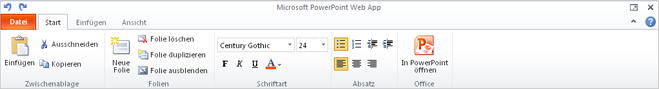 Microsoft PowerPoint Web App
Datei Start Einfügen Ansicht
Einfügen
Ausschneiden
Kopieren
Zwischenablage
Neue
Folie
Folie löschen
Folie duplizieren
Folie ausblenden
Folien
Century Gothic 24
F K U A
Schriftart
Absatz
In PowerPoint
öffnen
Office